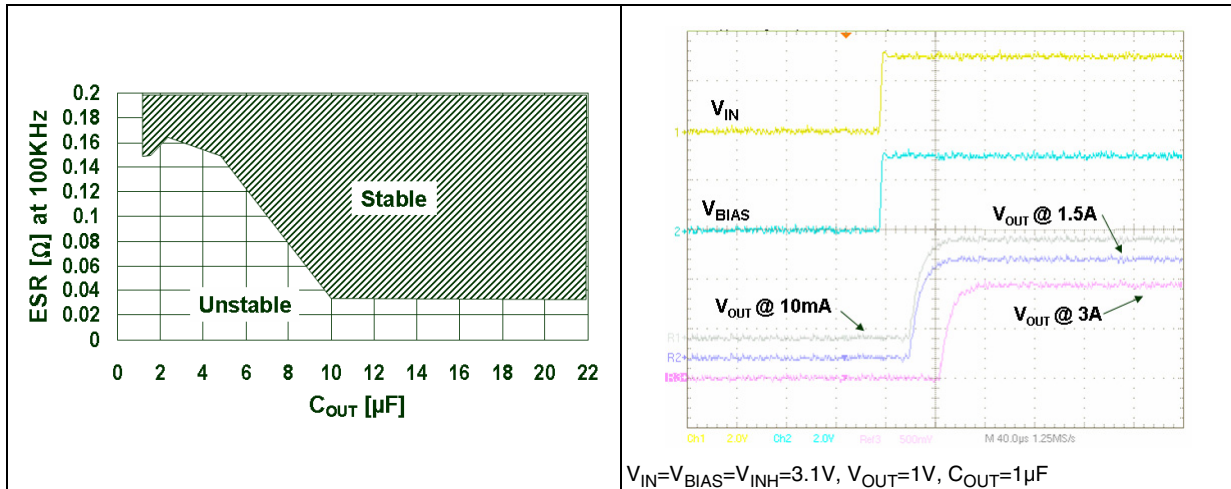 ESR [Ω] at 100KHz
0.2
0.18
0.16
0.14
0.12
0.1
0.08
0.06
0.04
0.02
0
Stable
Unstable
0 2 4 6 8 10 12 14 16 18 20 22
COUT [µF]
VIN
1
VBIAS
2
VOUT @ 1.5A
VOUT @ 10mA
VOUT @ 3A
R1
R2
Ch1 2.0V Ch2 2.0V Ref3 500mV M 40.0µs 1.25MS/s
VIN=VBIAS=VINH=3.1V, VOUT=1V, COUT=1µF